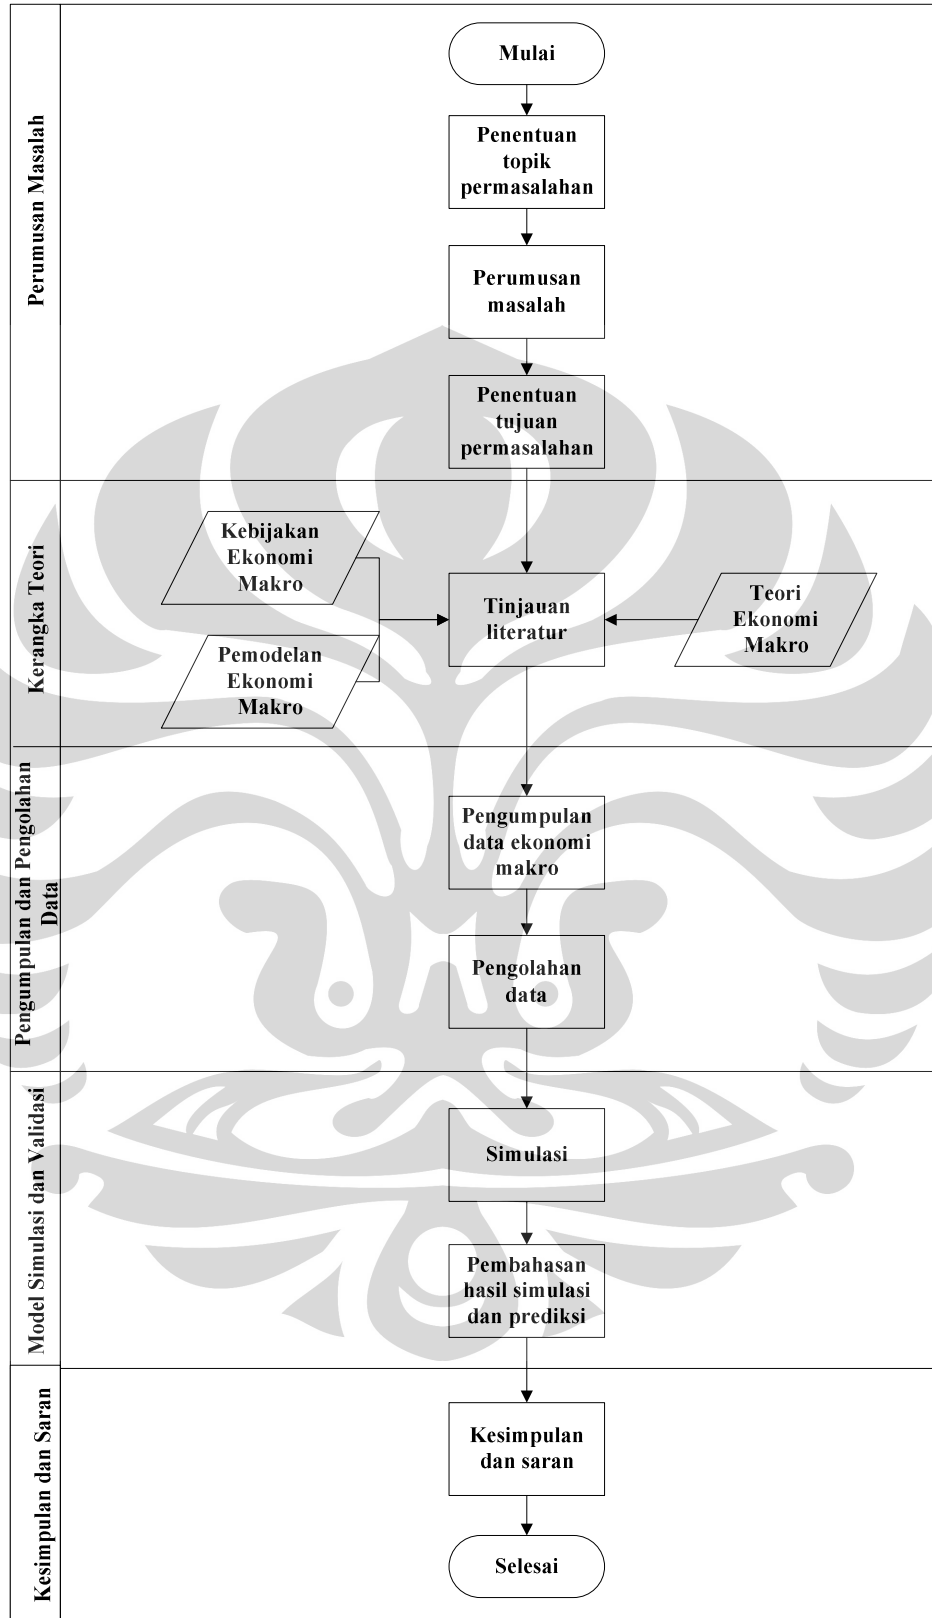 Perumusan Masalah
Mulai
Penentuan
topik
permasalahan
Perumusan
masalah
Penentuan
tujuan
permasalahan
Kerangka Teori
Kebijakan
Ekonomi
Makro
Pemodelan
Ekonomi
Makro
Tinjauan
literatur
Teori
Ekonomi
Makro
Pengumpulan dan Pengolahan
Data
Pengumpulan
data ekonomi
makro
Pengolahan
data
Model Simulasi dan Validasi
Simulasi
Pembahasan
hasil simulasi
dan prediksi
Kesimpulan dan Saran
Kesimpulan
dan saran
Selesai